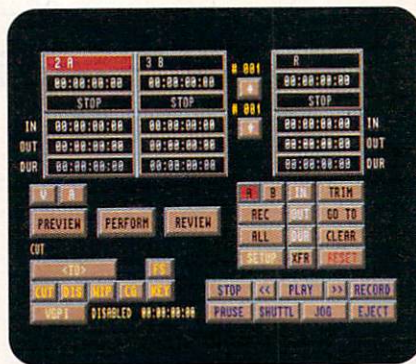 2 A 3 B # 001 R
00:00:00:00 00:00:00:00 00:00:00:00
STOP STOP STOP
# 001
IN 00:00:00:00 00:00:00:00 00:00:00:00 IN
OUT 00:00:00:00 00:00:00:00 00:00:00:00 OUT
DUR 00:00:00:00 00:00:00:00 00:00:00:00 DUR
V A A B IN TRIM
PREVIEW PERFORM REVIEW REC OUT GO TO
ALL DUR CLEAR
CUT SETUP XFR RESET
<TO> FS
CUT DIS WIP CG KEY STOP << PLAY >> RECORD
VGPI DISABLED 00:00:00:00 PAUSE SHUTTL JOG EJECT